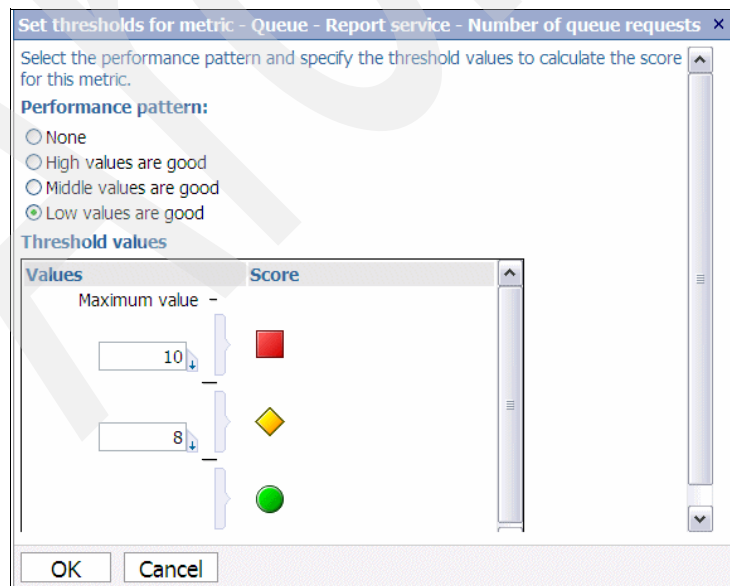 Set thresholds for metric - Queue - Report service - Number of queue requests ×
Select the performance pattern and specify the threshold values to calculate the score
for this metric.
Performance pattern:
None
High values are good
Middle values are good
Low values are good
Threshold values
Values Score
Maximum value –
10
8
OK Cancel